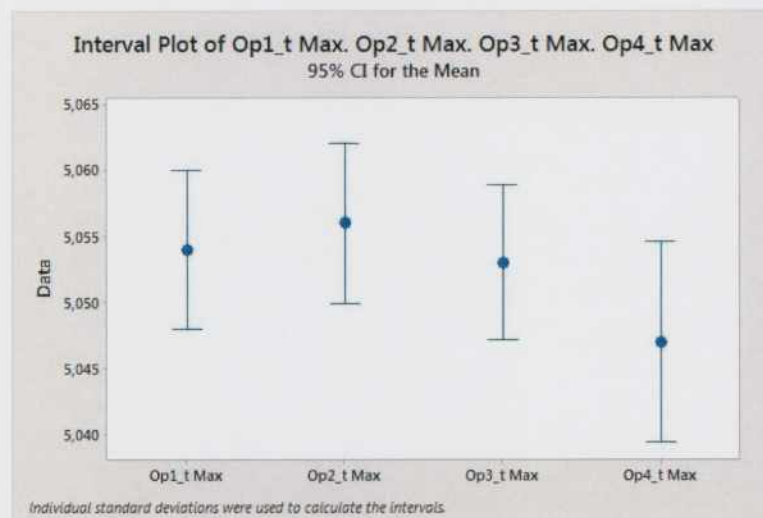 Interval Plot of Op1_t Max. Op2_t Max. Op3_t Max. Op4_t Max
95% CI for the Mean
5,065
5,060
5,055
5,050
5,045
5,040
Data
Op1_t Max
Op2_t Max
Op3_t Max
Op4_t Max
Individual standard deviations were used to calculate the intervals.